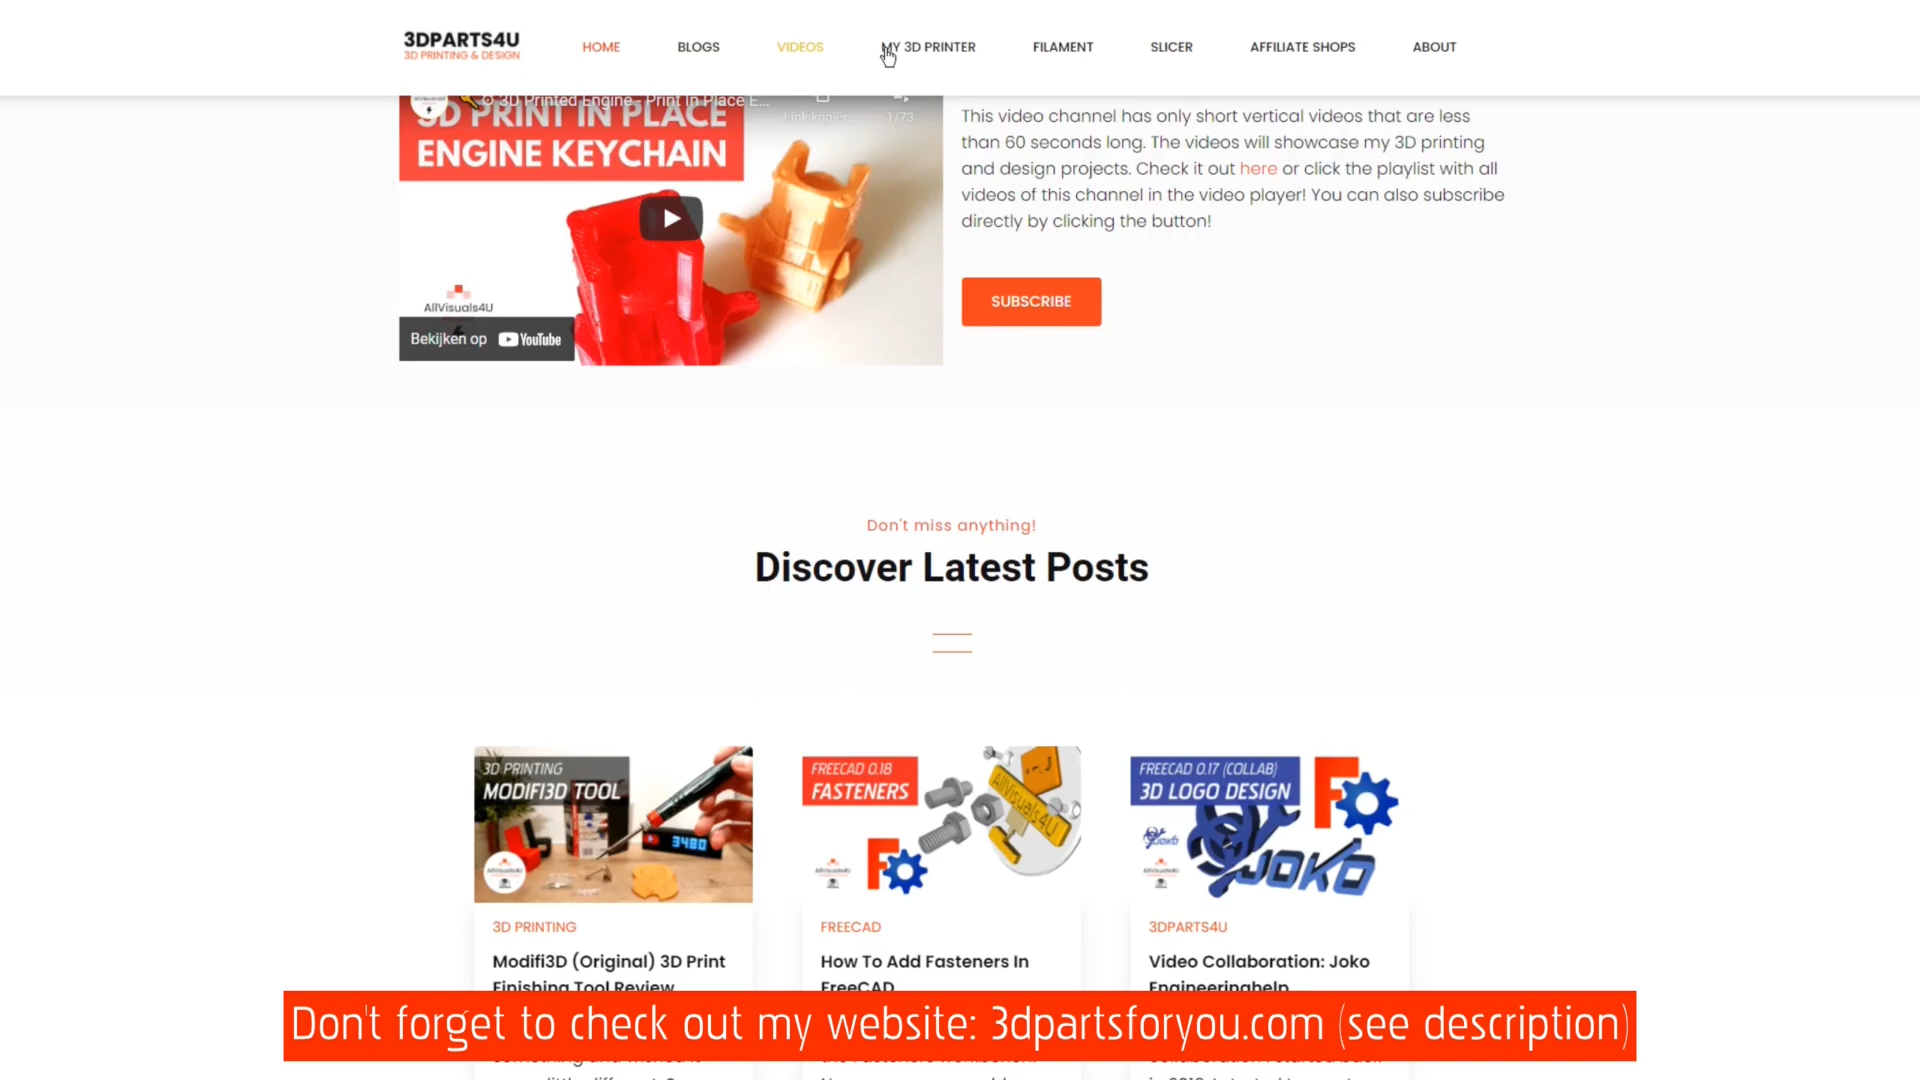 3DPARTS4U
3D PRINTING & DESIGN
HOME
BLOGS
VIDEOS
MY 3D PRINTER
FILAMENT
SLICER
AFFILIATE SHOPS
ABOUT
3D Printed Engine - Print In Place E...
Link kopiër...
1/73
3D PRINT IN PLACE
ENGINE KEYCHAIN
AllVisuals4U
Bekijken op YouTube
This video channel has only short vertical videos that are less
than 60 seconds long. The videos will showcase my 3D printing
and design projects. Check it out here or click the playlist with all
videos of this channel in the video player! You can also subscribe
directly by clicking the button!
SUBSCRIBE
Don't miss anything!
Discover Latest Posts
3D PRINTING
MODIFI3D TOOL
3480
AllVisuals4U
FREECAD 0.18
FASTENERS
AllVisuals4U
AllVisuals4U
FREECAD 0.17 (COLLAB)
3D LOGO DESIGN
JOKO
JOKO
AllVisuals4U
3D PRINTING
Modifi3D (Original) 3D Print
Finishing Tool Review
FREECAD
How To Add Fasteners In
FreeCAD
3DPARTS4U
Video Collaboration: Joko
Engineeringhelp
Don't forget to check out my website: 3dpartsforyou.com (see description)